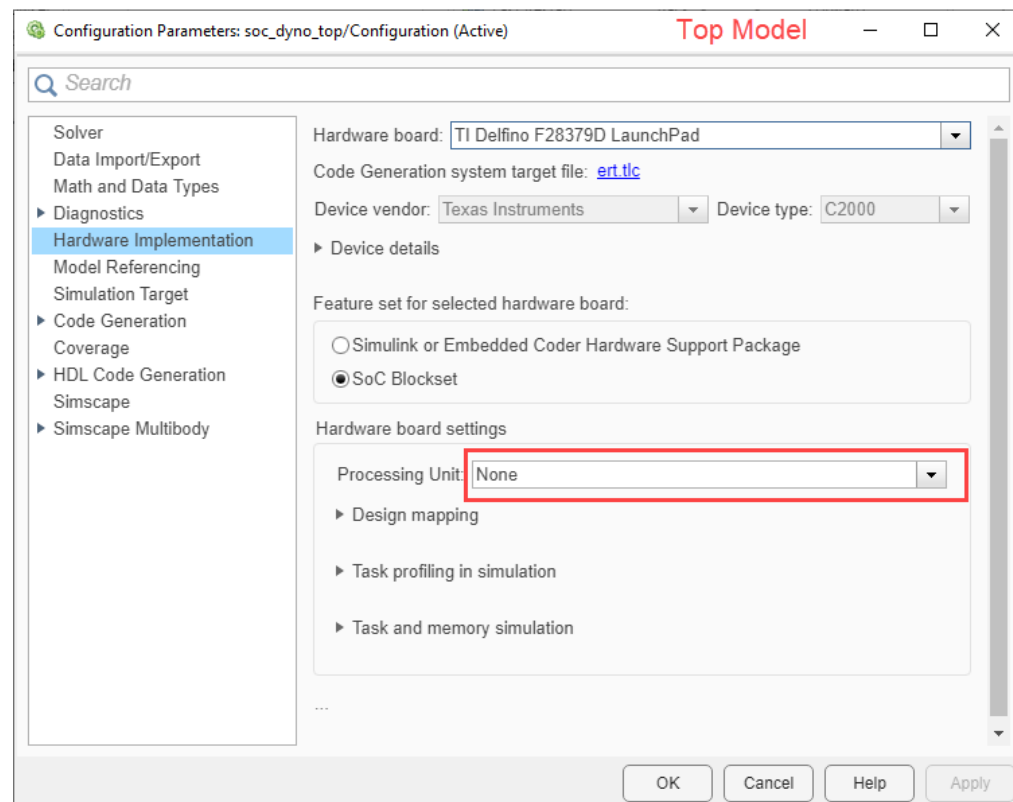 Configuration Parameters: soc_dyno_top/Configuration (Active) Top Model
Search
Solver
Data Import/Export
Math and Data Types
Diagnostics
Hardware Implementation
Model Referencing
Simulation Target
Code Generation
Coverage
HDL Code Generation
Simscape
Simscape Multibody
Hardware board: TI Delfino F28379D LaunchPad
Code Generation system target file: ert.tlc
Device vendor: Texas Instruments Device type: C2000
Device details
Feature set for selected hardware board:
Simulink or Embedded Coder Hardware Support Package
SoC Blockset
Hardware board settings
Processing Unit: None
Design mapping
Task profiling in simulation
Task and memory simulation
...
OK Cancel Help Apply